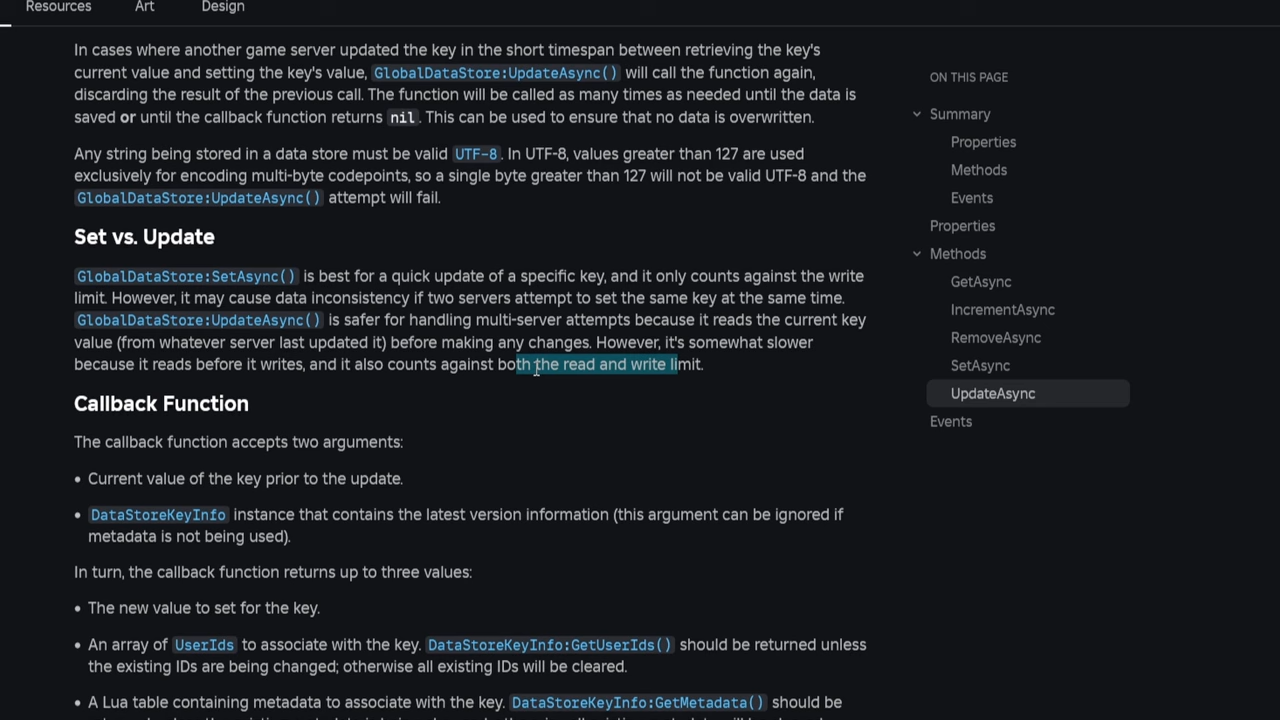 Resources Art Design
In cases where another game server updated the key in the short timespan between retrieving the key's
current value and setting the key's value, GlobalDataStore:UpdateAsync() will call the function again,
discarding the result of the previous call. The function will be called as many times as needed until the data is
saved or until the callback function returns nil. This can be used to ensure that no data is overwritten.
Any string being stored in a data store must be valid UTF-8. In UTF-8, values greater than 127 are used
exclusively for encoding multi-byte codepoints, so a single byte greater than 127 will not be valid UTF-8 and the
GlobalDataStore:UpdateAsync() attempt will fail.
Set vs. Update
GlobalDataStore:SetAsync() is best for a quick update of a specific key, and it only counts against the write
limit. However, it may cause data inconsistency if two servers attempt to set the same key at the same time.
GlobalDataStore:UpdateAsync() is safer for handling multi-server attempts because it reads the current key
value (from whatever server last updated it) before making any changes. However, it's somewhat slower
because it reads before it writes, and it also counts against both the read and write limit.
Callback Function
The callback function accepts two arguments:
• Current value of the key prior to the update.
• DataStoreKeyInfo instance that contains the latest version information (this argument can be ignored if
metadata is not being used).
In turn, the callback function returns up to three values:
• The new value to set for the key.
• An array of UserIds to associate with the key. DataStoreKeyInfo:GetUserIds() should be returned unless
the existing IDs are being changed; otherwise all existing IDs will be cleared.
• A Lua table containing metadata to associate with the key. DataStoreKeyInfo:GetMetadata() should be
ON THIS PAGE
Summary
Properties
Methods
Events
Properties
Methods
GetAsync
IncrementAsync
RemoveAsync
SetAsync
UpdateAsync
Events